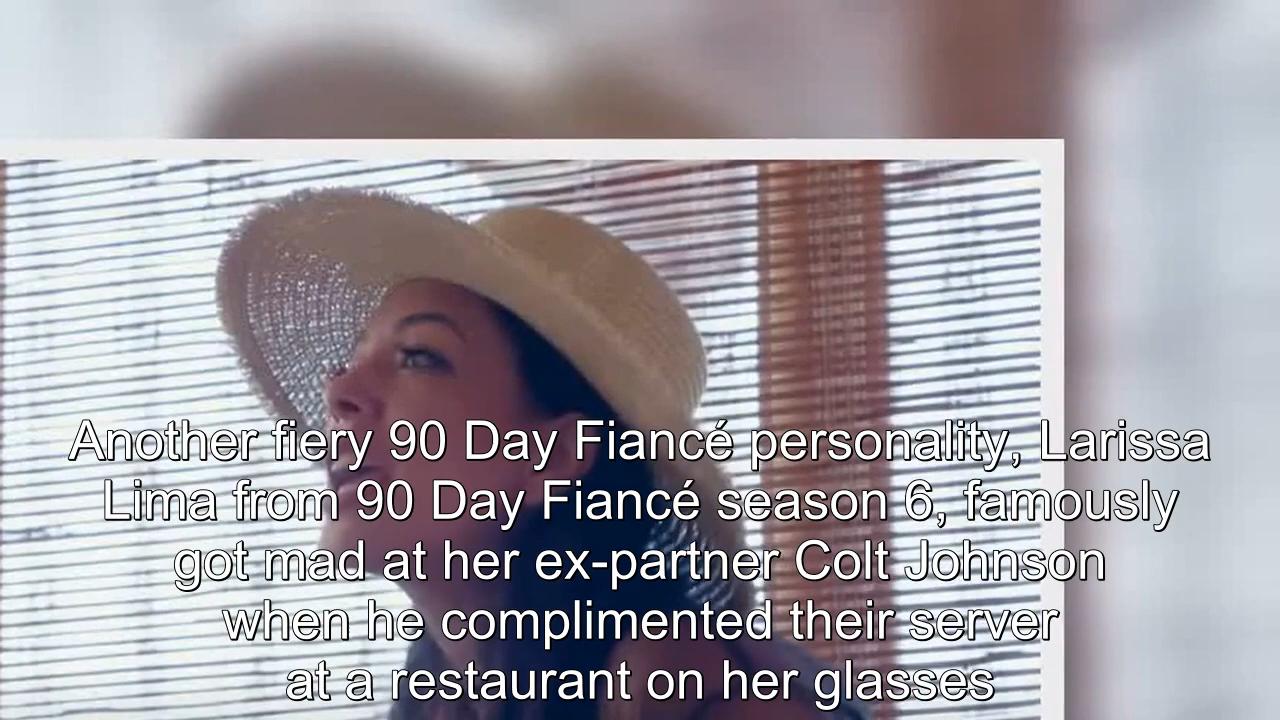 Another fiery 90 Day Fiancé personality, Larissa
Lima from 90 Day Fiancé season 6, famously
got mad at her ex-partner Colt Johnson
when he complimented their server
at a restaurant on her glasses